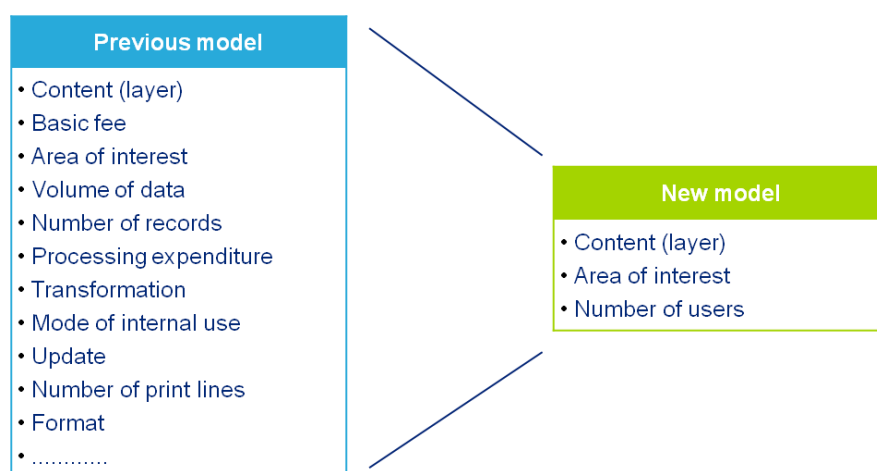 Previous model
• Content (layer)
• Basic fee
• Area of interest
• Volume of data
• Number of records
• Processing expenditure
• Transformation
• Mode of internal use
• Update
• Number of print lines
• Format
• ............
New model
• Content (layer)
• Area of interest
• Number of users